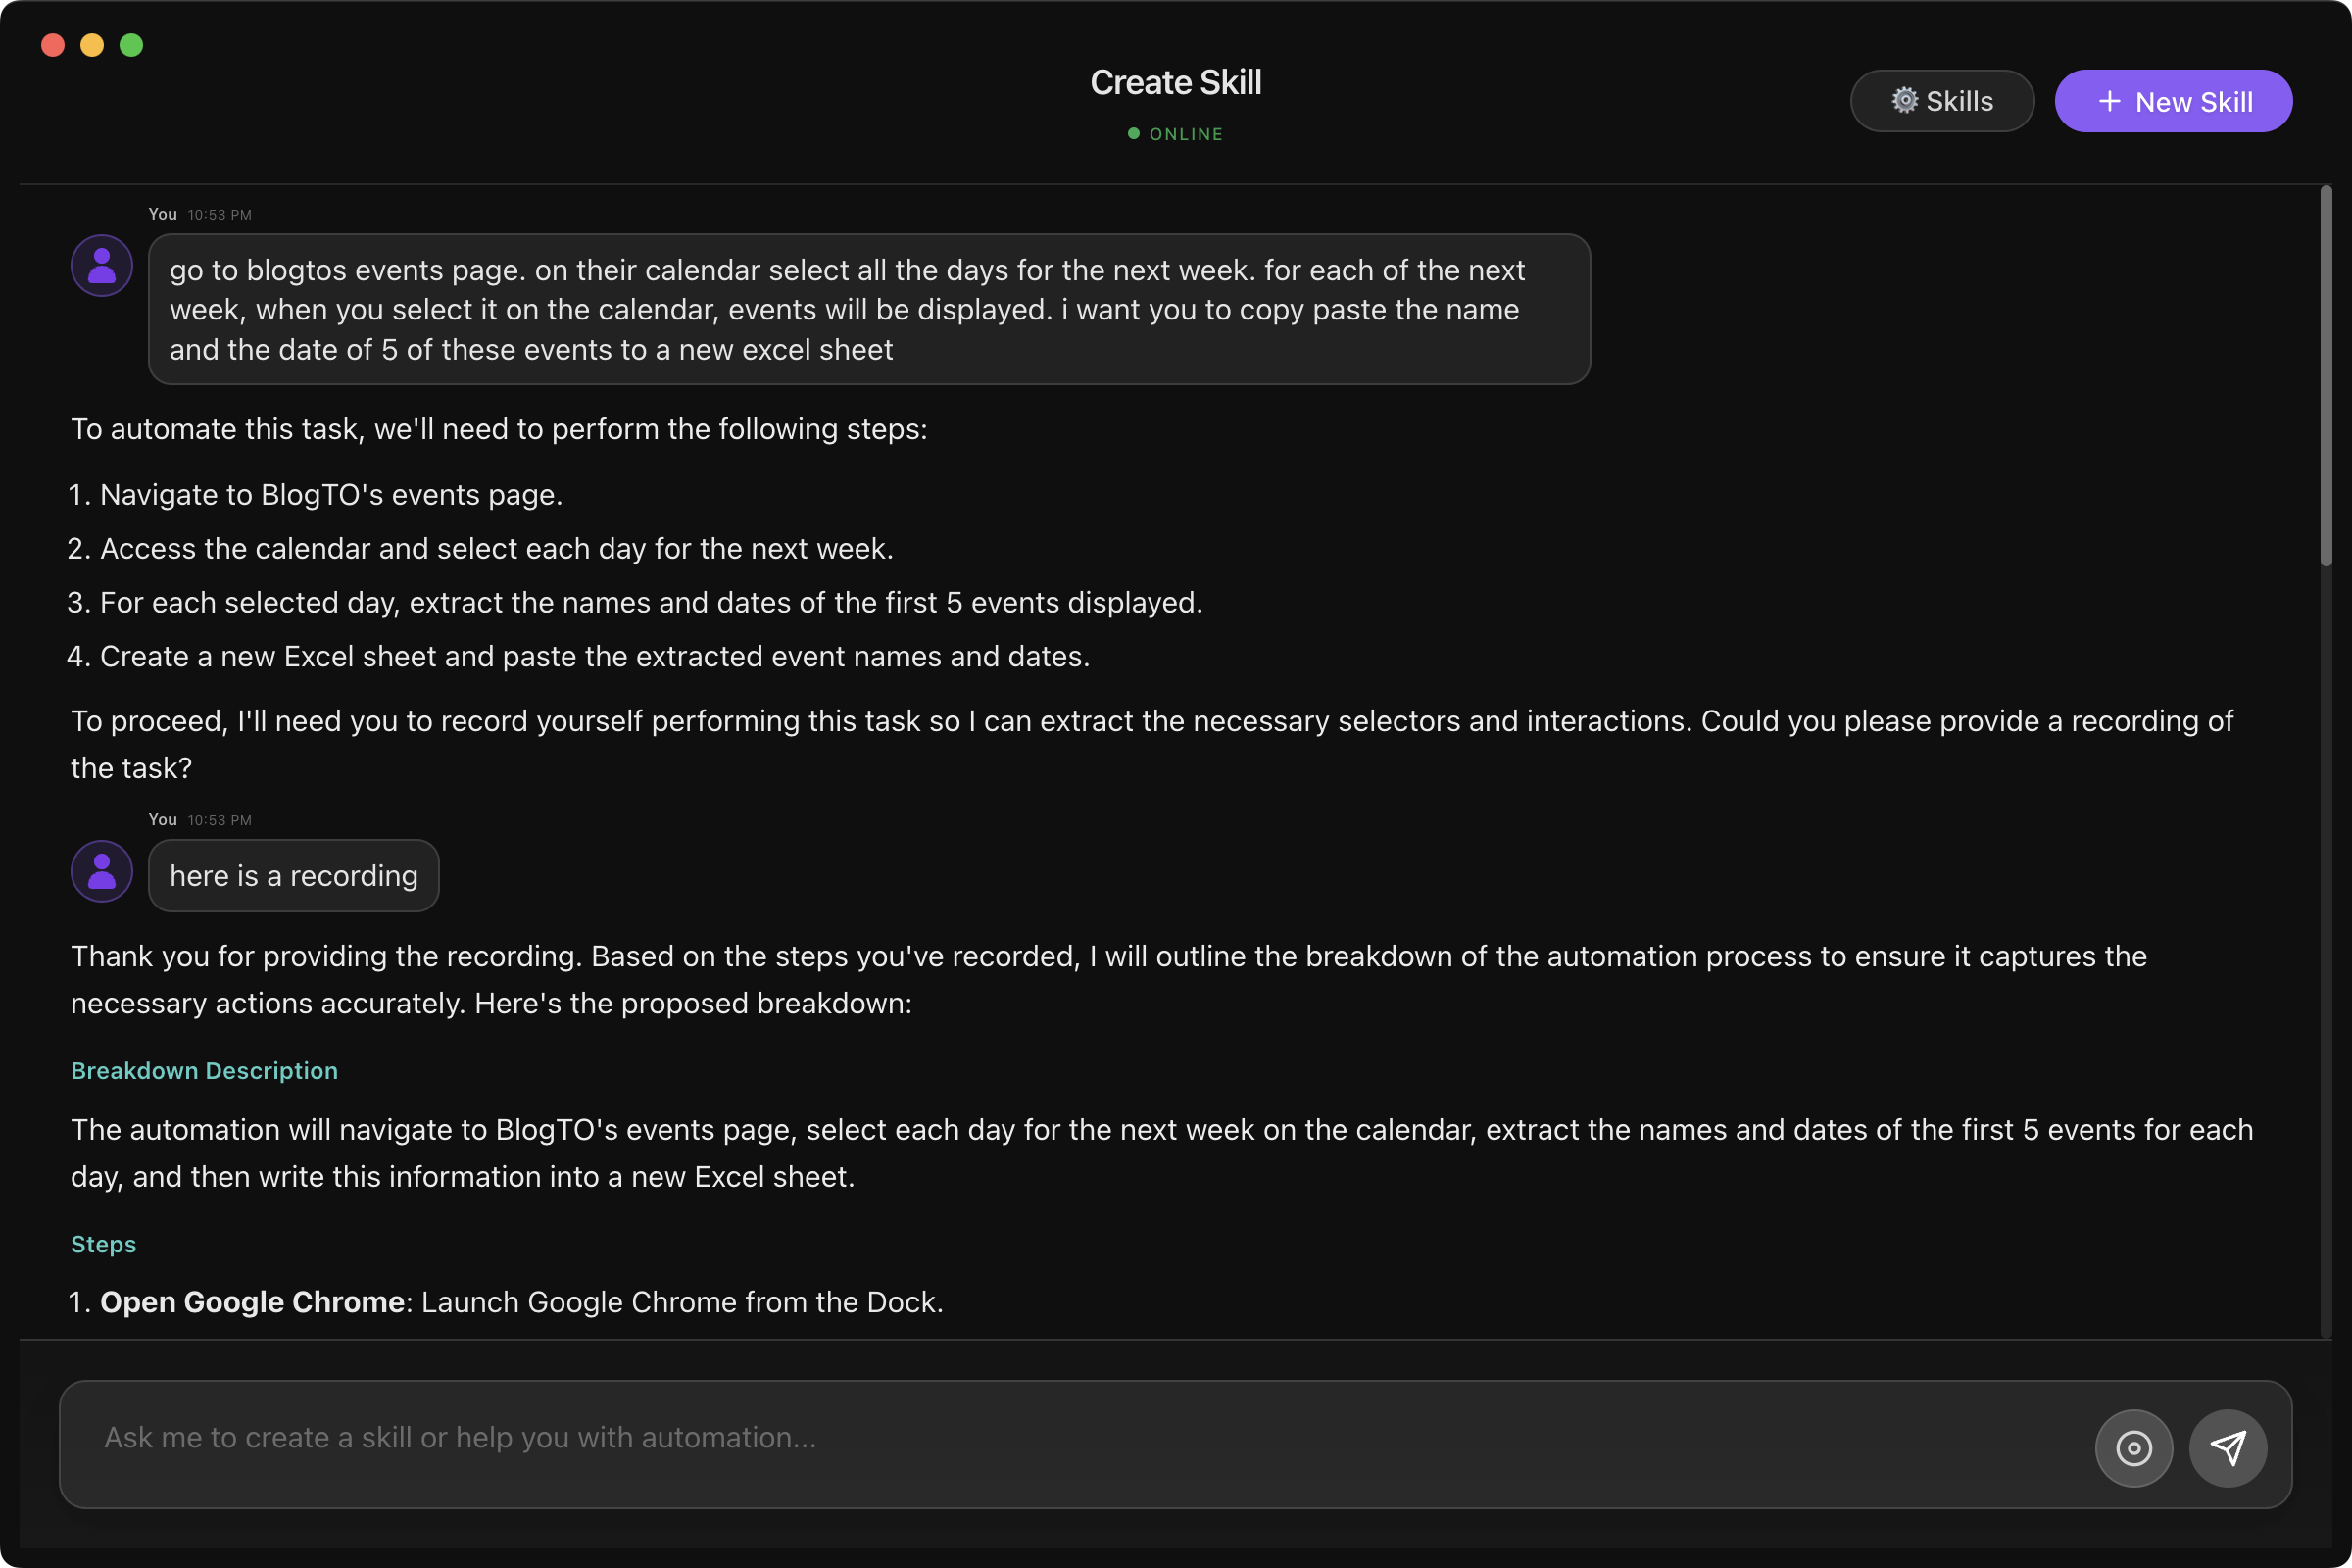 Create Skill
ONLINE
⚙️ Skills
+ New Skill
You 10:53 PM
go to blogtos events page. on their calendar select all the days for the next week. for each of the next
week, when you select it on the calendar, events will be displayed. i want you to copy paste the name
and the date of 5 of these events to a new excel sheet
To automate this task, we'll need to perform the following steps:
1. Navigate to BlogTO's events page.
2. Access the calendar and select each day for the next week.
3. For each selected day, extract the names and dates of the first 5 events displayed.
4. Create a new Excel sheet and paste the extracted event names and dates.
To proceed, I'll need you to record yourself performing this task so I can extract the necessary selectors and interactions. Could you please provide a recording of
the task?
You 10:53 PM
here is a recording
Thank you for providing the recording. Based on the steps you've recorded, I will outline the breakdown of the automation process to ensure it captures the
necessary actions accurately. Here's the proposed breakdown:
Breakdown Description
The automation will navigate to BlogTO's events page, select each day for the next week on the calendar, extract the names and dates of the first 5 events for each
day, and then write this information into a new Excel sheet.
Steps
1. Open Google Chrome: Launch Google Chrome from the Dock.
Ask me to create a skill or help you with automation...